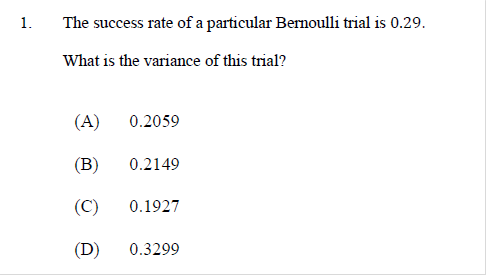 1. The success rate of a particular Bernoulli trial is 0.29.
What is the variance of this trial?
(A) 0.2059
(B) 0.2149
(C) 0.1927
(D) 0.3299